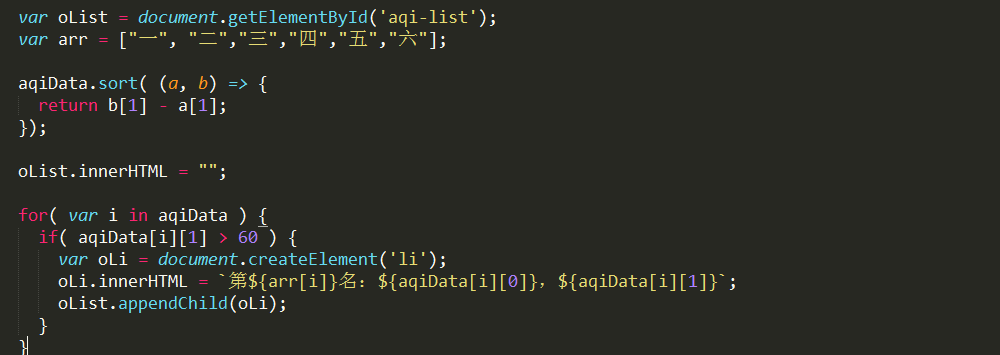 var oList = document.getElementById('aqi-list');
var arr = ["一", "二","三","四","五","六"];
aqiData.sort( (a, b) => {
return b[1] - a[1];
});
oList.innerHTML = "";
for( var i in aqiData ) {
if( aqiData[i][1] > 60 ) {
var oLi = document.createElement('li');
oLi.innerHTML = `第${arr[i]}名：${aqiData[i][0]}，${aqiData[i][1]}`;
oList.appendChild(oLi);
}
}